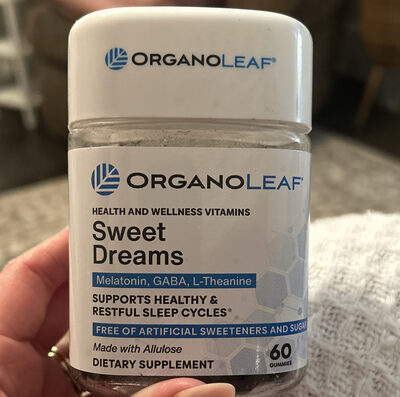 ORGANOLEAF®
ORGANOLEAF®
HEALTH AND WELLNESS VITAMINS
Sweet
Dreams
Melatonin, GABA, L-Theanine
SUPPORTS HEALTHY &
RESTFUL SLEEP CYCLES*
FREE OF ARTIFICIAL SWEETENERS AND SUGAR
Made with Allulose
DIETARY SUPPLEMENT
60
GUMMIES